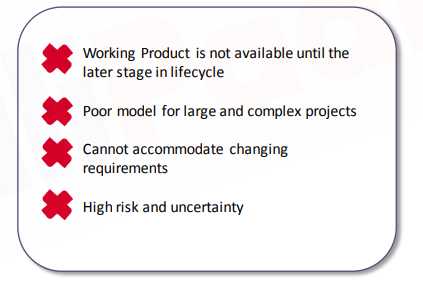 Working Product is not available until the
later stage in lifecycle
Poor model for large and complex projects
Cannot accommodate changing
requirements
High risk and uncertainty